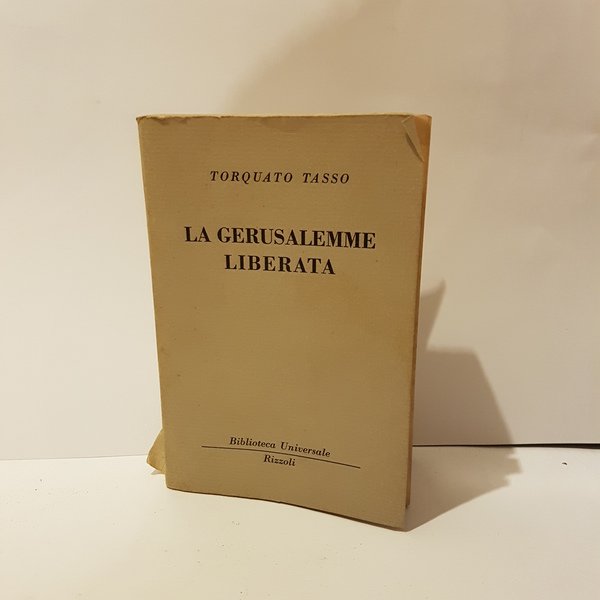 TORQUATO TASSO
LA GERUSALEMME
LIBERATA
Biblioteca Universale
Rizzoli